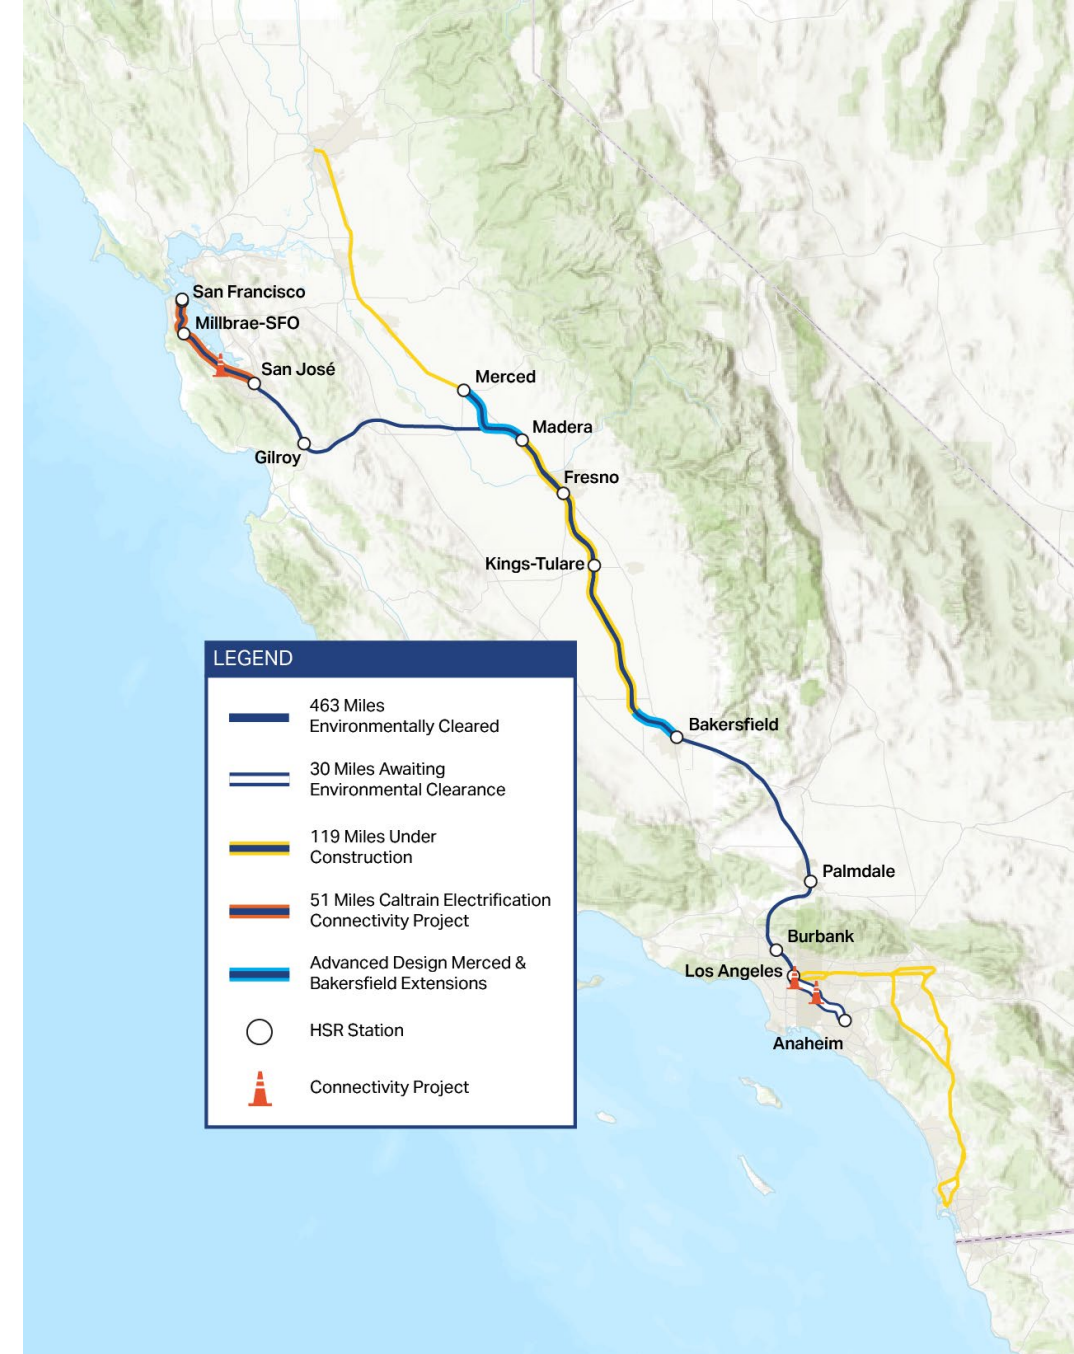 San Francisco
Millbrae-SFO
San José
Merced
Madera
Gilroy
Fresno
Kings-Tulare
LEGEND
463 Miles
Environmentally Cleared
30 Miles Awaiting
Environmental Clearance
119 Miles Under
Construction
51 Miles Caltrain Electrification
Connectivity Project
Advanced Design Merced &
Bakersfield Extensions
HSR Station
Connectivity Project
Bakersfield
Palmdale
Burbank
Los Angeles
Anaheim